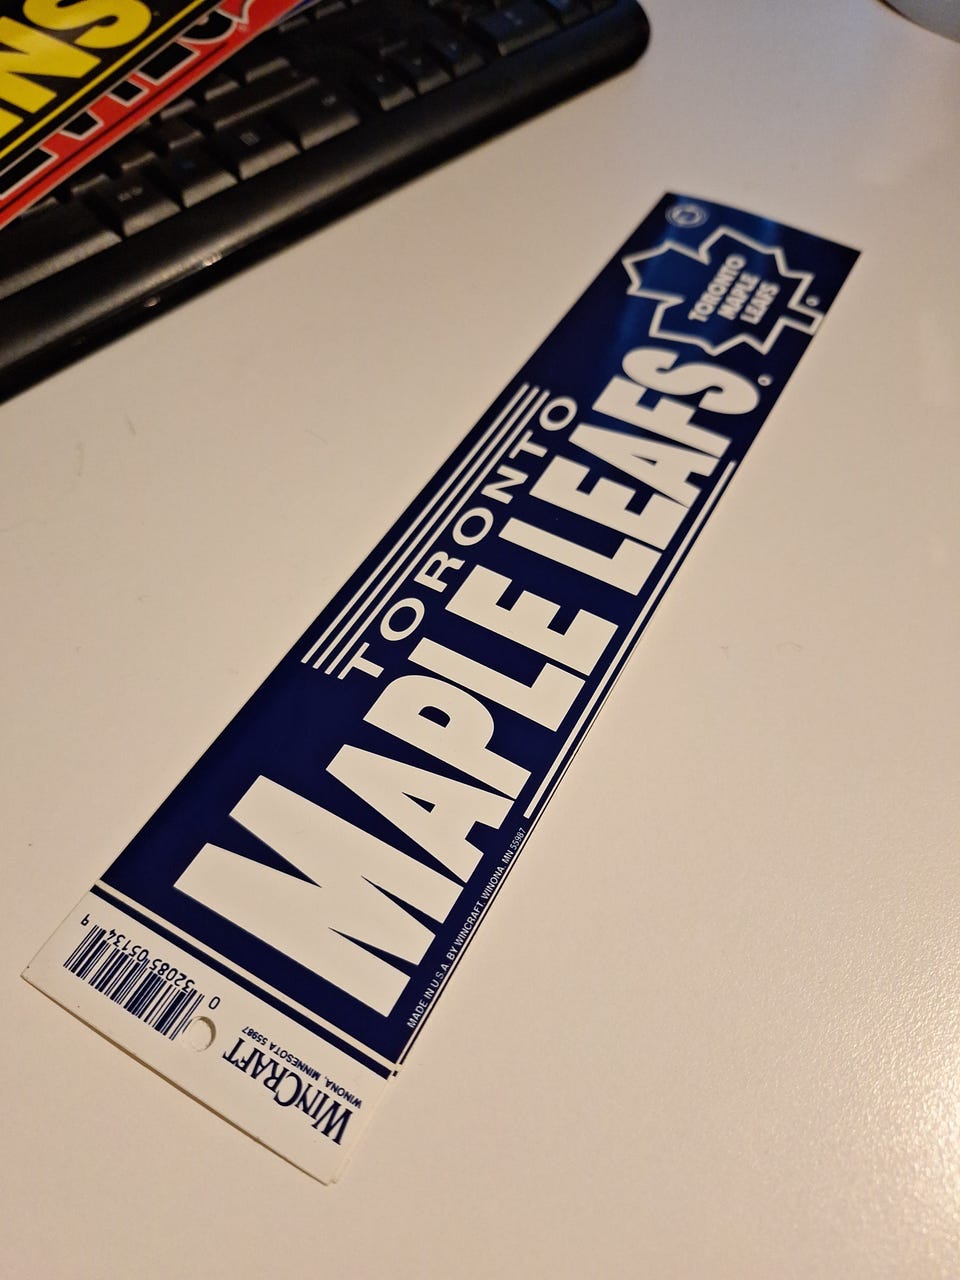 INS
TORONTO
MAPLE LEAFS
TORONTO
MAPLE
LEAFS
MADE IN U.S.A. BY WINCRAFT, WINONA, MN 55987
0 32085 05134 9
WINCRAFT
WINONA, MINNESOTA 55987